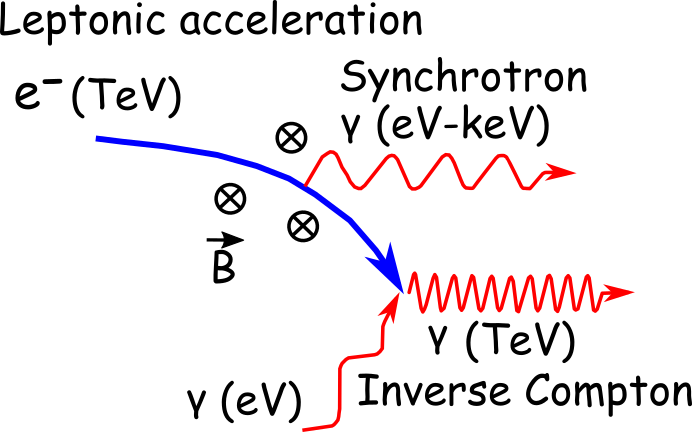 Leptonic acceleration
e⁻ (TeV)
Synchrotron
γ (eV-keV)
B
γ (TeV)
Inverse Compton
γ (eV)